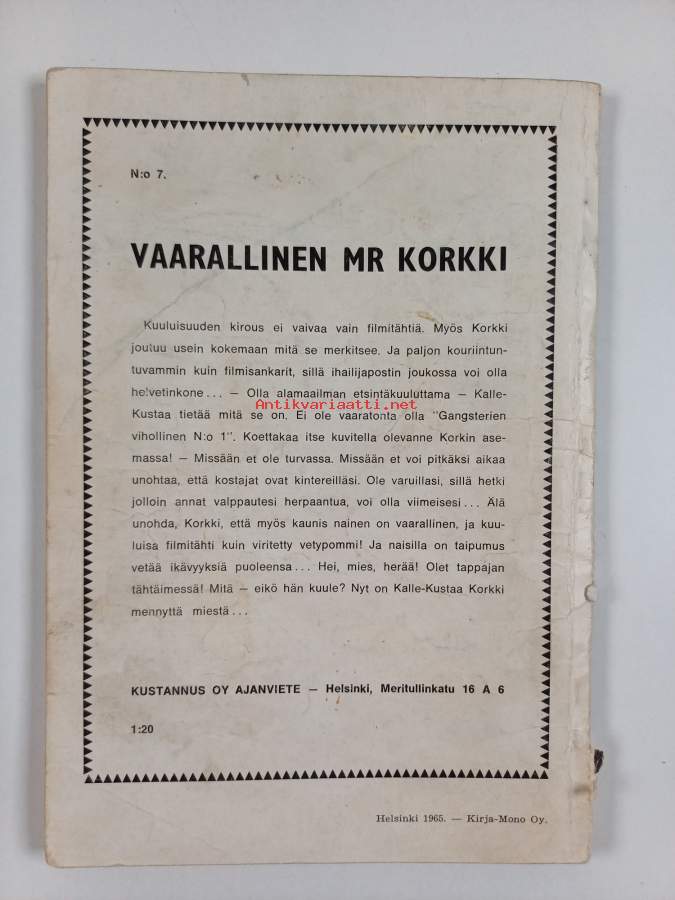 N:o 7.
VAARALLINEN MR KORKKI
Kuuluisuuden kirous ei vaivaa vain filmitähtiä. Myös Korkki
joutuu usein kokemaan mitä se merkitsee. Ja paljon kouriintun-
tuvammin kuin filmisankarit, sillä ihailijapostin joukossa voi olla
helvetinkone... — Olla alamaailman etsintäkuuluttama — Kalle-
Antikvariaatti.net
Kustaa tietää mitä se on. Ei ole vaaratonta olla "Gangsterien
vihollinen N:o 1". Koettakaa itse kuvitella olevanne Korkin ase-
massa! — Missään et ole turvassa. Missään et voi pitkäksi aikaa
unohtaa, että kostajat ovat kintereilläsi. Ole varuillasi, sillä hetki
jolloin annat valppautesi herpaantua, voi olla viimeisesi... Älä
unohda, Korkki, että myös kaunis nainen on vaarallinen, ja kuu-
luisa filmitähti kuin viritetty vetypommi! Ja naisilla on taipumus
vetää ikävyyksiä puoleensa... Hei, mies, herää! Olet tappajan
tähtäimessä! Mitä — eikö hän kuule? Nyt on Kalle-Kustaa Korkki
mennyttä miestä...
KUSTANNUS OY AJANVIETE — Helsinki, Meritullinkatu 16 A 6
1:20
Helsinki 1965. — Kirja-Mono Oy.